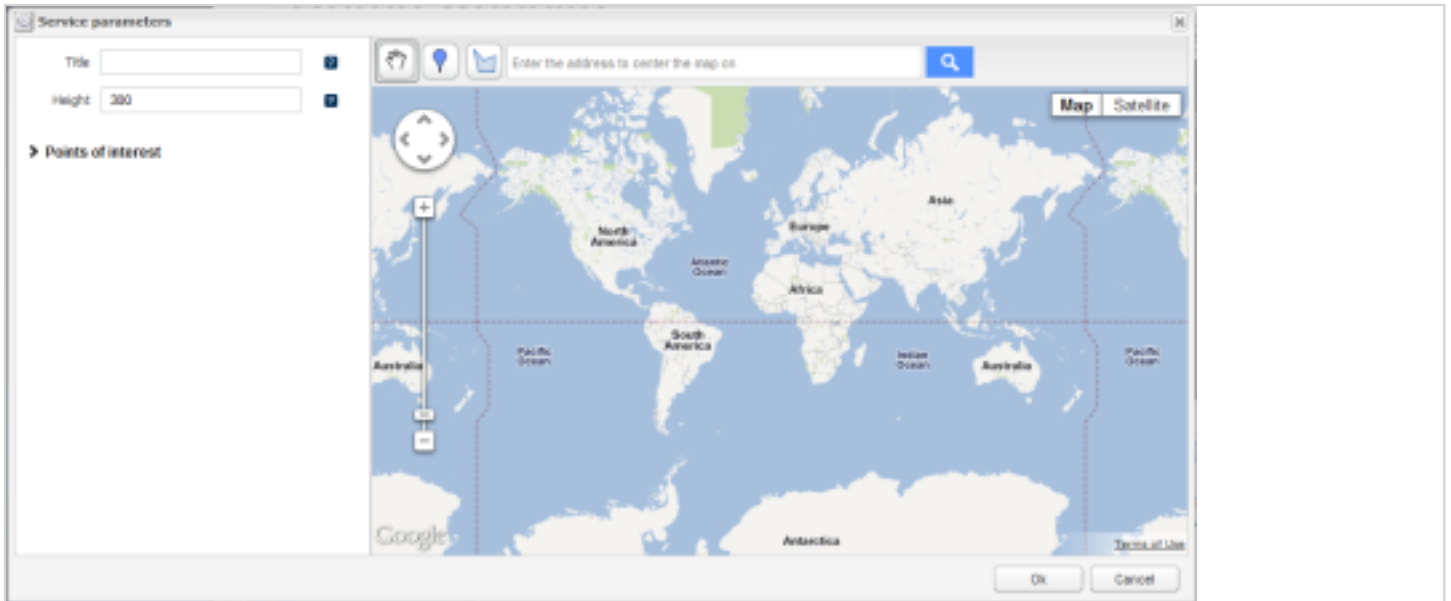 Service parameters
Title
Height 380
Points of interest
Enter the address to center the map on
Map Satellite
North America
Atlantic Ocean
Europe
Asia
Africa
South America
Pacific Ocean
Indian Ocean
Australia
Australia
Pacific Ocean
Antarctica
Google
Terms of Use
Ok Cancel